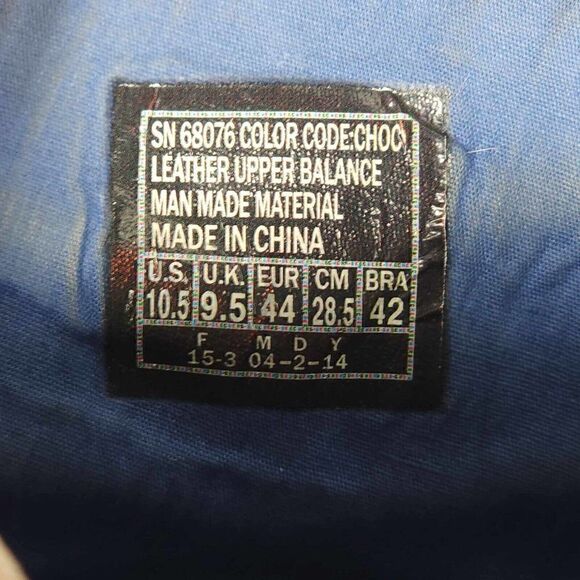 SN 68076 COLOR CODE:CHOC
LEATHER UPPER BALANCE
MAN MADE MATERIAL
MADE IN CHINA
U.S. U.K. EUR CM BRA
10.5 9.5 44 28.5 42
F M D Y
15-3 04-2-14